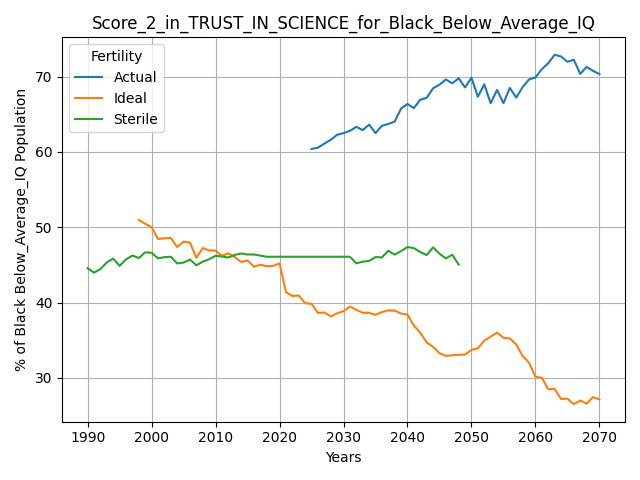 Score_2_in_TRUST_IN_SCIENCE_for_Black_Below_Average_IQ
Fertility
Actual
Ideal
Sterile
% of Black Below_Average_IQ Population
70
60
50
40
30
1990 2000 2010 2020 2030 2040 2050 2060 2070
Years